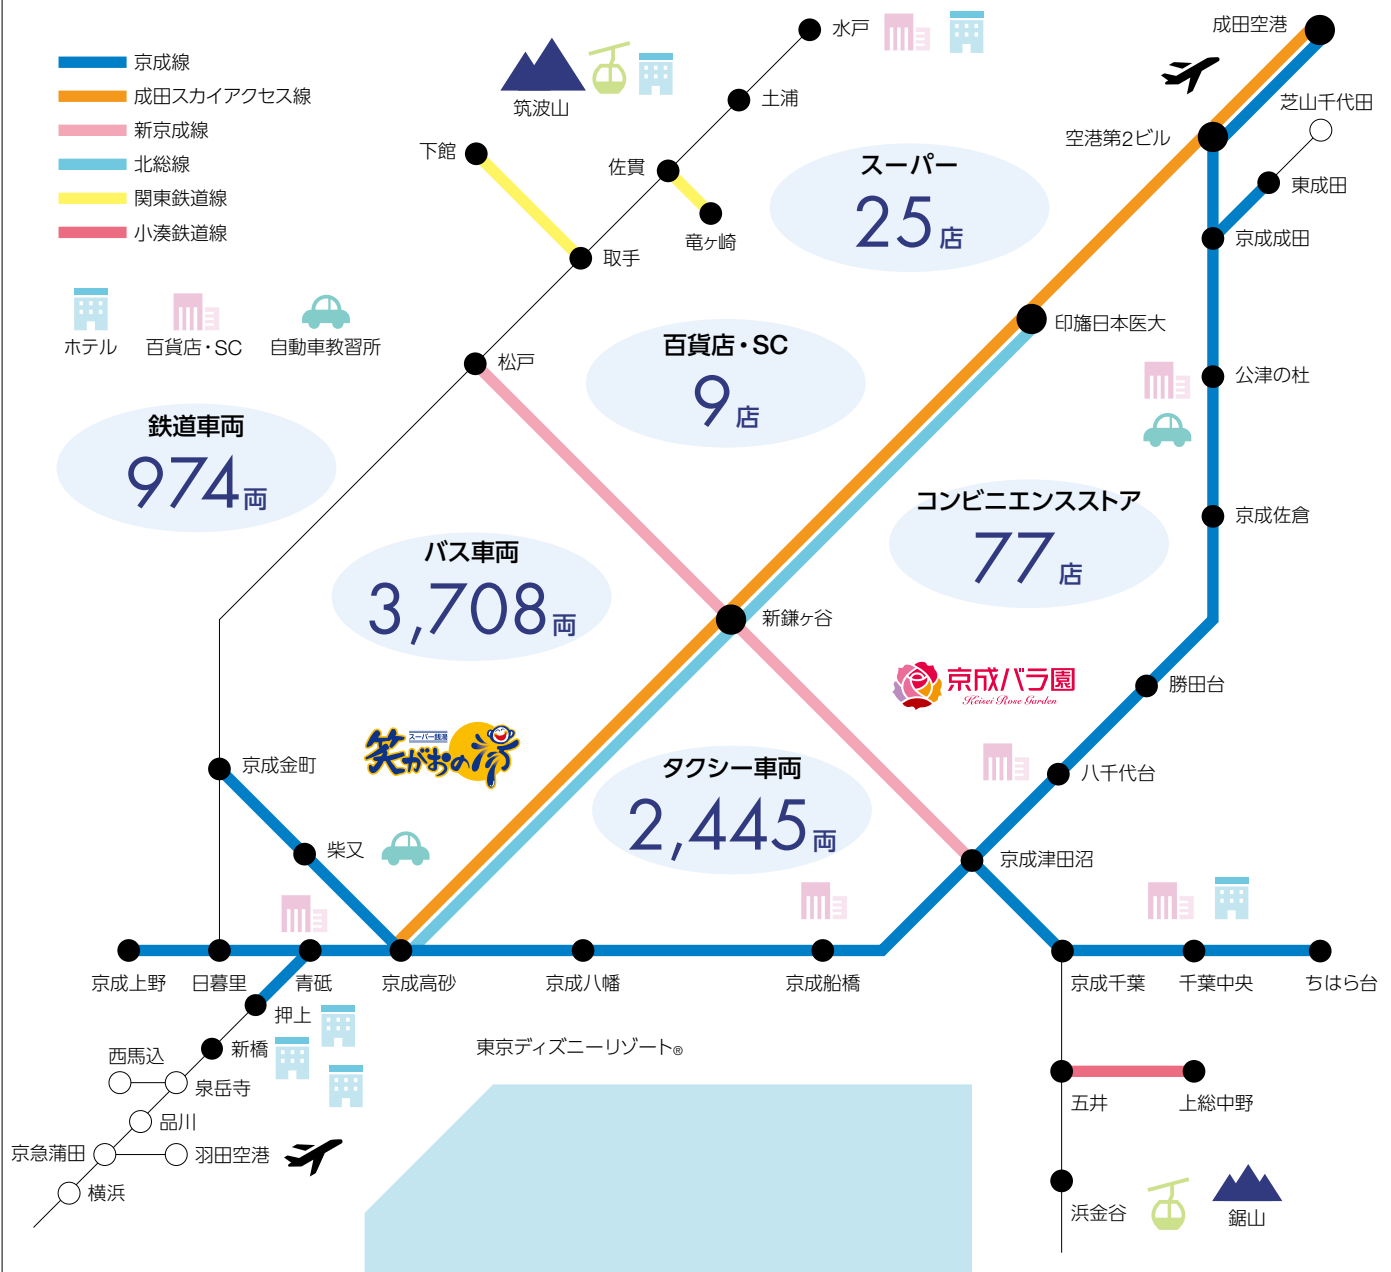 京成線
成田スカイアクセス線
新京成線
北総線
関東鉄道線
小湊鉄道線
ホテル
百貨店・SC
自動車教習所
筑波山
水戸
土浦
下館
佐貫
竜ヶ崎
取手
松戸
成田空港
芝山千代田
空港第2ビル
東成田
京成成田
印旛日本医大
公津の杜
京成佐倉
スーパー
25店
百貨店・SC
9店
鉄道車両
974両
バス車両
3,708両
コンビニエンスストア
77店
新鎌ヶ谷
勝田台
京成バラ園
Keisei Rose Garden
スーパー銭湯
笑がおの湯
京成金町
タクシー車両
2,445両
八千代台
柴又
京成津田沼
京成上野
日暮里
青砥
京成高砂
京成八幡
京成船橋
京成千葉
千葉中央
ちはら台
押上
新橋
東京ディズニーリゾート®
西馬込
泉岳寺
品川
京急蒲田
羽田空港
横浜
五井
上総中野
浜金谷
鋸山